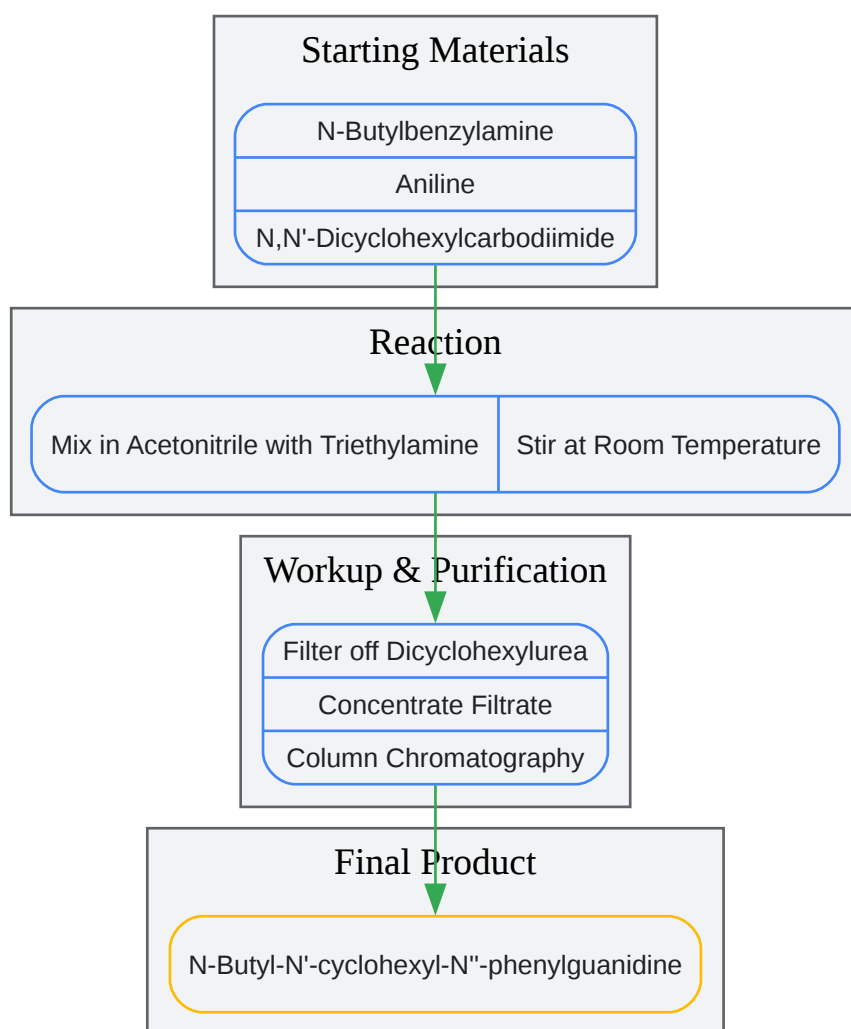 Starting Materials
N-Butylbenzylamine
Aniline
N,N'-Dicyclohexylcarbodiimide
Reaction
Mix in Acetonitrile with Triethylamine
Stir at Room Temperature
Workup & Purification
Filter off Dicyclohexylurea
Concentrate Filtrate
Column Chromatography
Final Product
N-Butyl-N'-cyclohexyl-N"-phenylguanidine